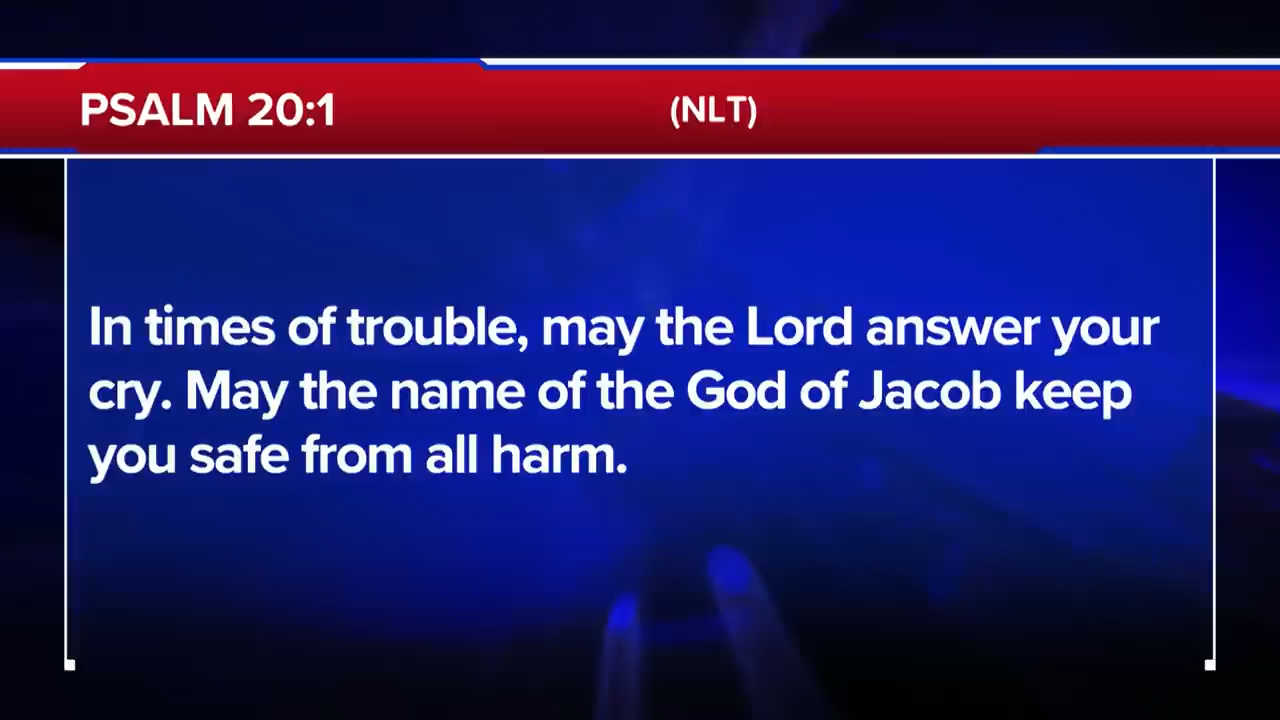 PSALM 20:1 (NLT)
In times of trouble, may the Lord answer your
cry. May the name of the God of Jacob keep
you safe from all harm.